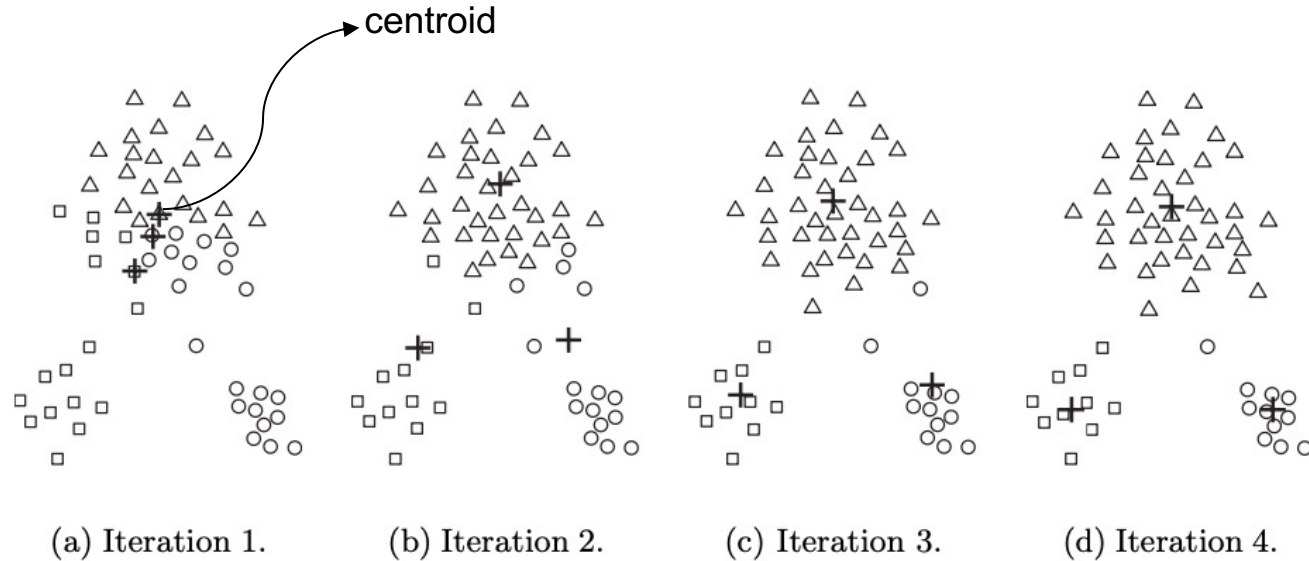 centroid
(a) Iteration 1.
(b) Iteration 2.
(c) Iteration 3.
(d) Iteration 4.